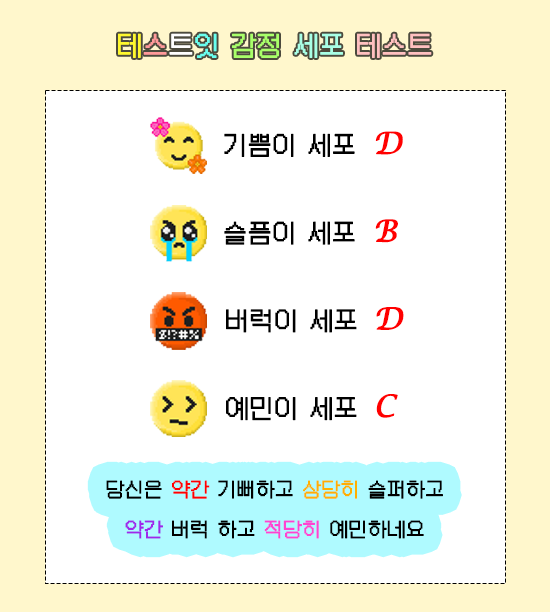 테스트잇 감정 세포 테스트
기쁨이 세포 D
슬픔이 세포 B
버럭이 세포 D
&!?#%
예민이 세포 C
당신은 약간 기뻐하고 상당히 슬퍼하고
약간 버럭 하고 적당히 예민하네요